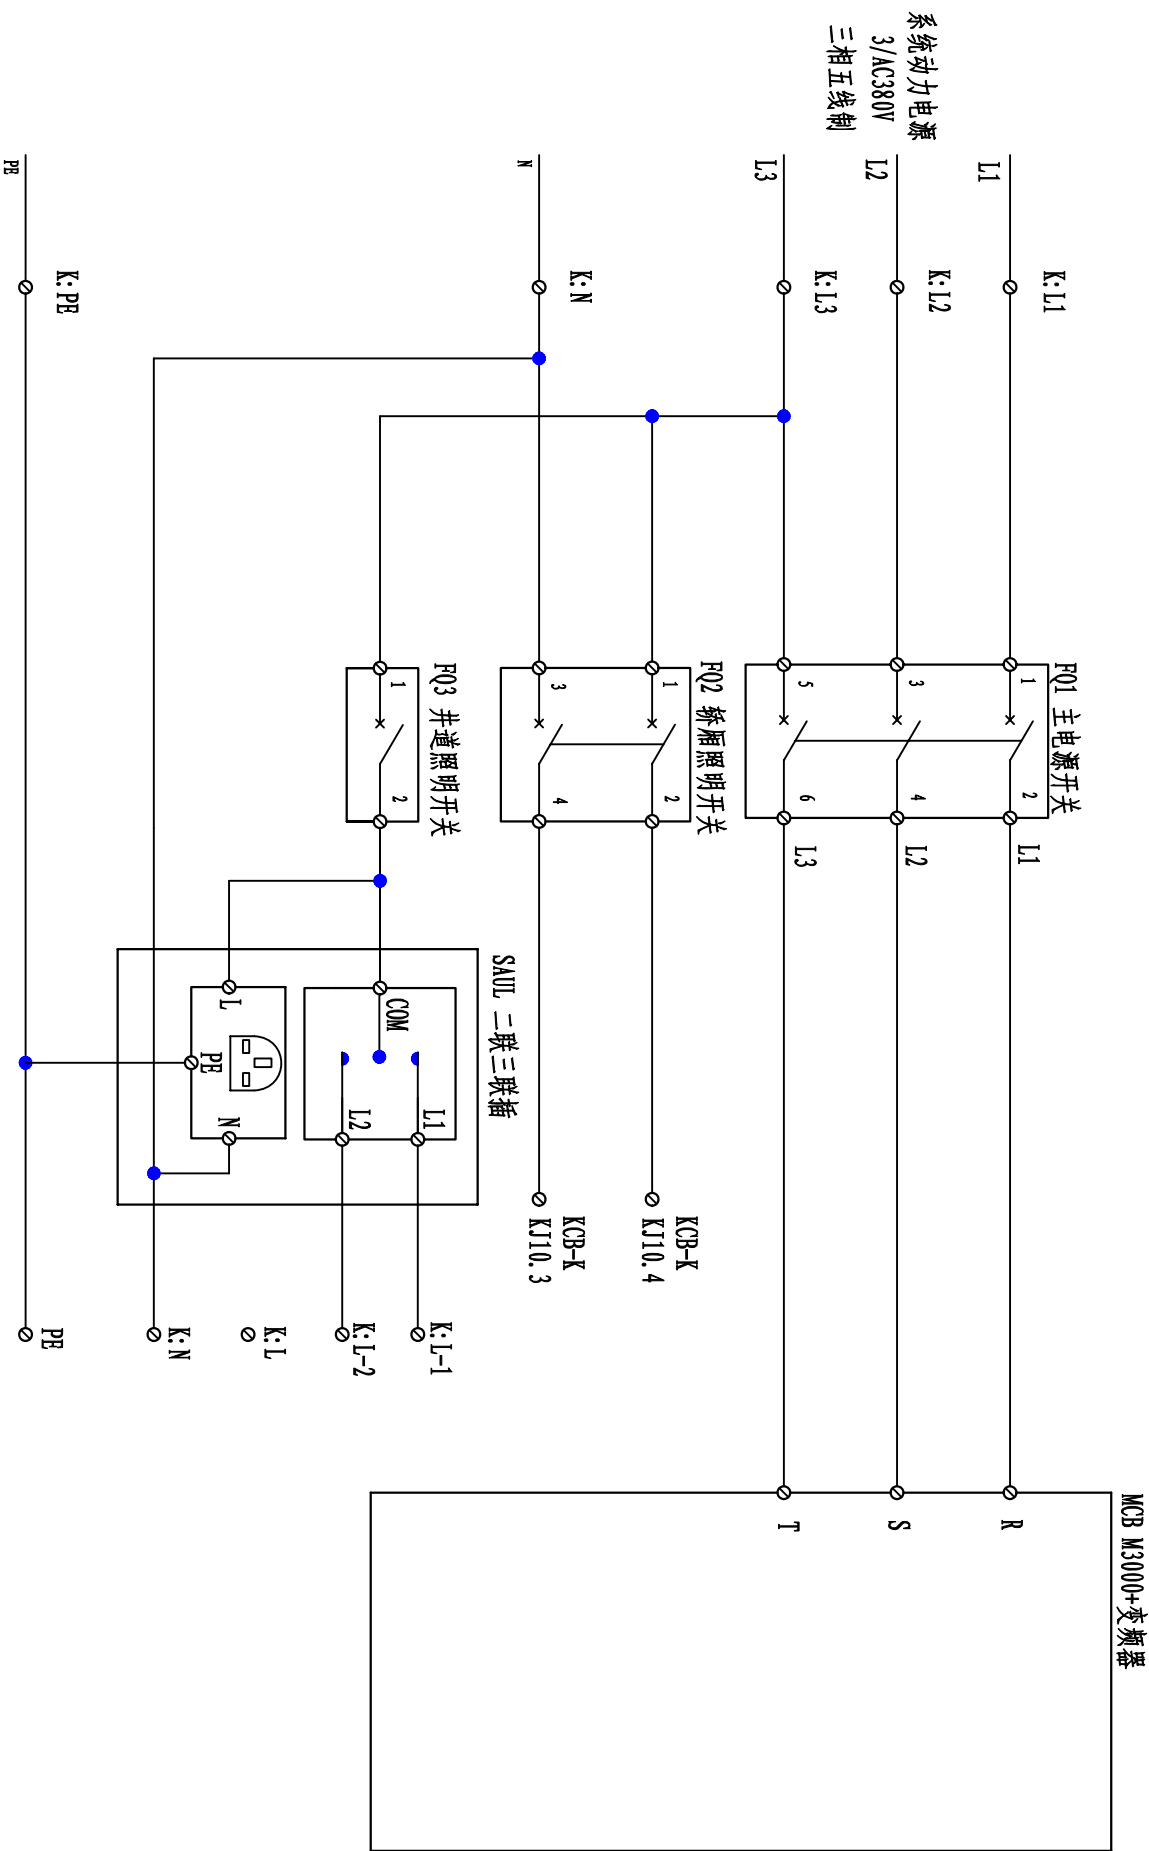 系统动力电源
3/AC380V
三相五线制
L1
K:L1
FQ1 主电源开关
1
2
L1
R
MCB M3000+变频器
L2
K:L2
3
4
L2
S
L3
K:L3
5
6
L3
T
FQ2 轿厢照明开关
1
2
KCB-K
KJ10.4
N
K:N
3
4
KCB-K
KJ10.3
FQ3 井道照明开关
1
2
SAUL 二联三联插
COM
L1
K:L-1
L2
K:L-2
L
PE
N
K:L
K:N
PE
K:PE
PE